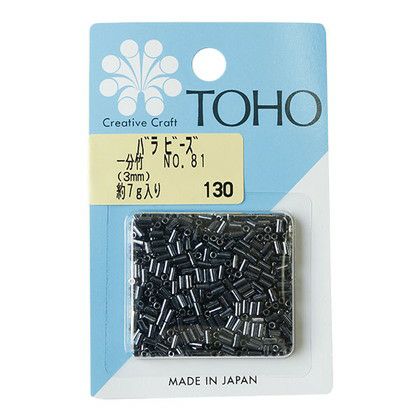 Creative Craft
TOHO
バラビーズ
一分竹 NO.81
(3mm)
約7g入り 130
MADE IN JAPAN